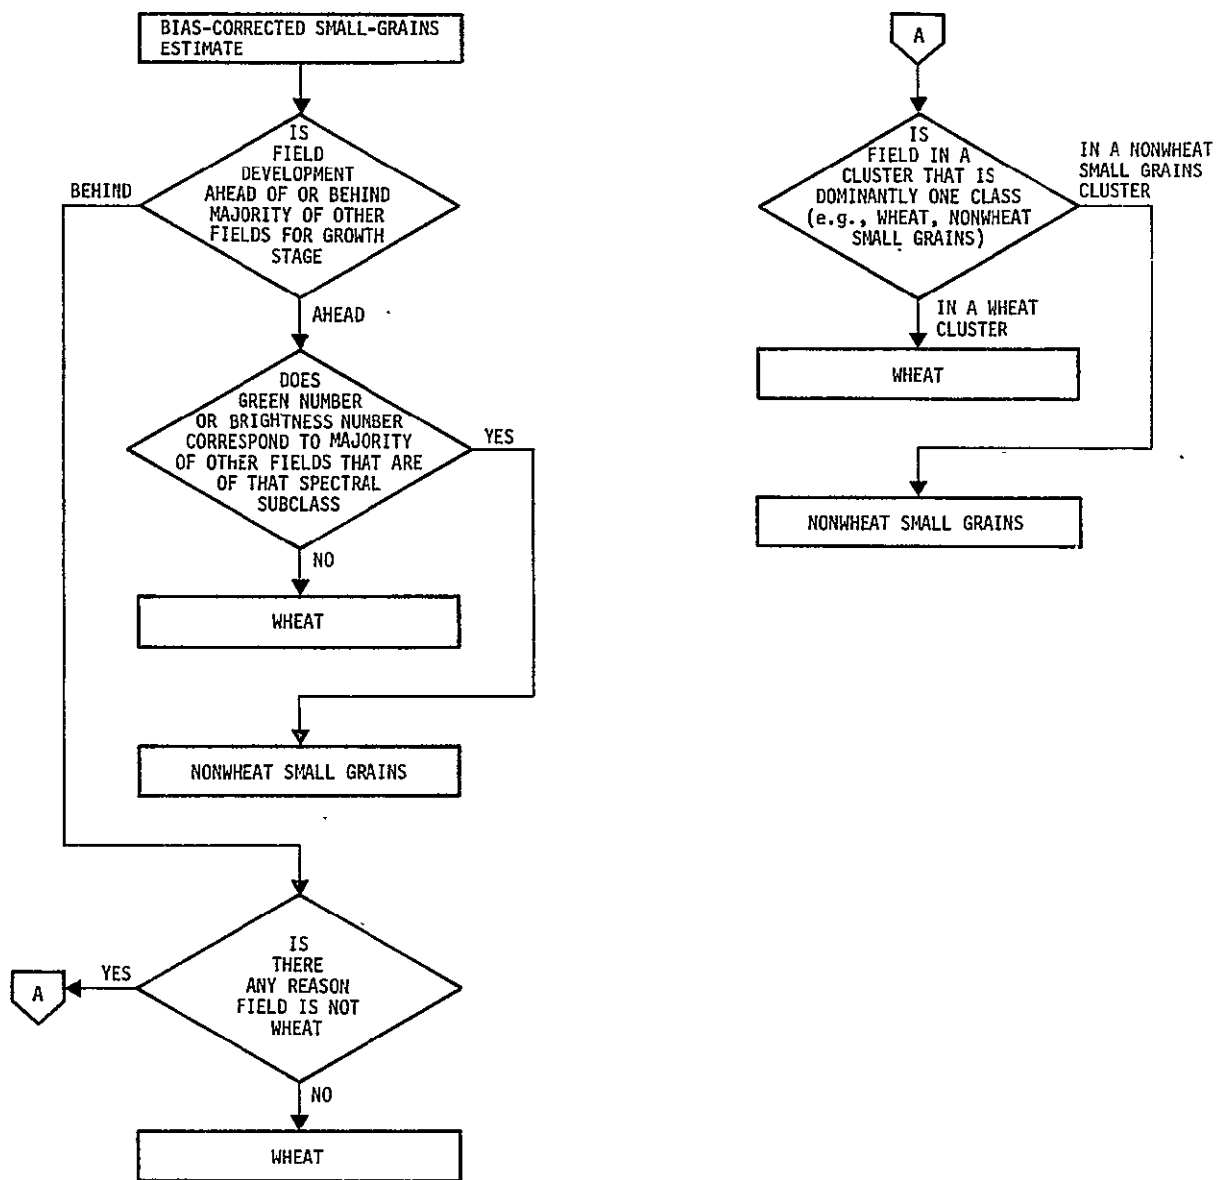 BIAS-CORRECTED SMALL-GRAINS
ESTIMATE
IS
FIELD
DEVELOPMENT
AHEAD OF OR BEHIND
MAJORITY OF OTHER
FIELDS FOR GROWTH
STAGE
BEHIND
AHEAD
DOES
GREEN NUMBER
OR BRIGHTNESS NUMBER
CORRESPOND TO MAJORITY
OF OTHER FIELDS THAT ARE
OF THAT SPECTRAL
SUBCLASS
YES
NO
WHEAT
NONWHEAT SMALL GRAINS
IS
THERE
ANY REASON
FIELD IS NOT
WHEAT
YES
A
NO
WHEAT
A
IS
FIELD IN A
CLUSTER THAT IS
DOMINANTLY ONE CLASS
(e.g., WHEAT, NONWHEAT
SMALL GRAINS)
IN A NONWHEAT
SMALL GRAINS
CLUSTER
IN A WHEAT
CLUSTER
WHEAT
NONWHEAT SMALL GRAINS